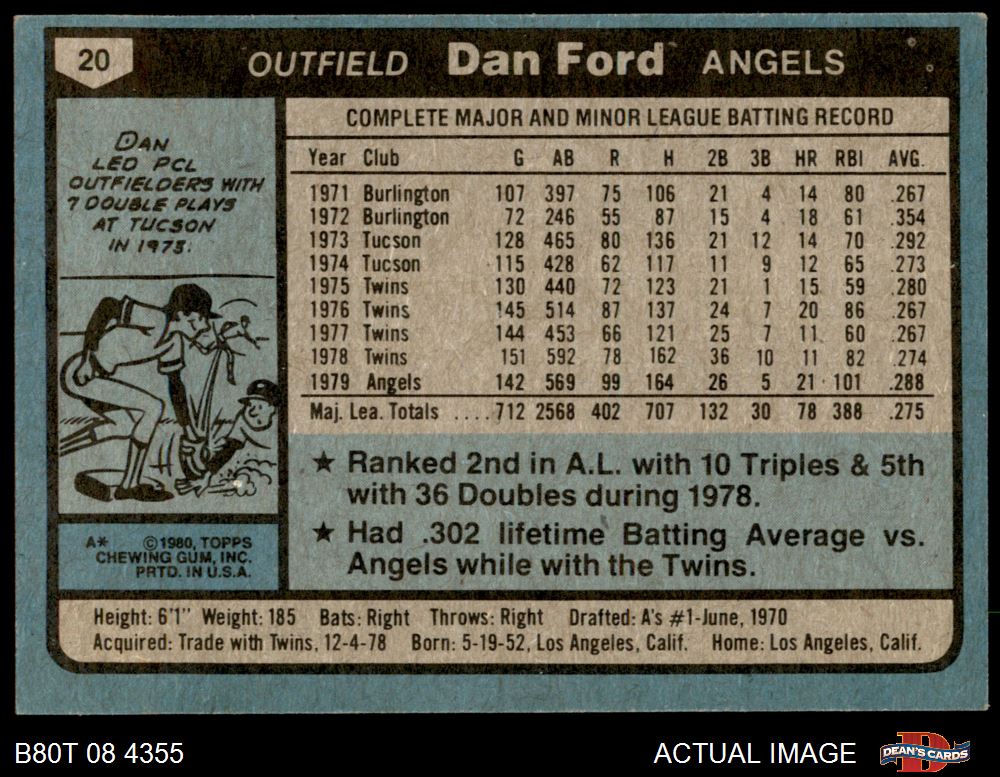 20 OUTFIELD Dan Ford ANGELS
DAN
LED PCL
OUTFIELDERS WITH
7 DOUBLE PLAYS
AT TUCSON
IN 1973.
A* ©1980, TOPPS
CHEWING GUM, INC.
PRTD. IN U.S.A.
COMPLETE MAJOR AND MINOR LEAGUE BATTING RECORD
Year Club G AB R H 2B 3B HR RBI AVG.
1971 Burlington 107 397 75 106 21 4 14 80 .267
1972 Burlington 72 246 55 87 15 4 18 61 .354
1973 Tucson 128 465 80 136 21 12 14 70 .292
1974 Tucson 115 428 62 117 11 9 12 65 .273
1975 Twins 130 440 72 123 21 1 15 59 .280
1976 Twins 145 514 87 137 24 7 20 86 .267
1977 Twins 144 453 66 121 25 7 11 60 .267
1978 Twins 151 592 78 162 36 10 11 82 .274
1979 Angels 142 569 99 164 26 5 21 101 .288
Maj. Lea. Totals ....712 2568 402 707 132 30 78 388 .275
★ Ranked 2nd in A.L. with 10 Triples & 5th
with 36 Doubles during 1978.
★ Had .302 lifetime Batting Average vs.
Angels while with the Twins.
Height: 6'1" Weight: 185 Bats: Right Throws: Right Drafted: A's #1-June, 1970
Acquired: Trade with Twins, 12-4-78 Born: 5-19-52, Los Angeles, Calif. Home: Los Angeles, Calif.
B80T 08 4355 ACTUAL IMAGE DEAN'S CARDS